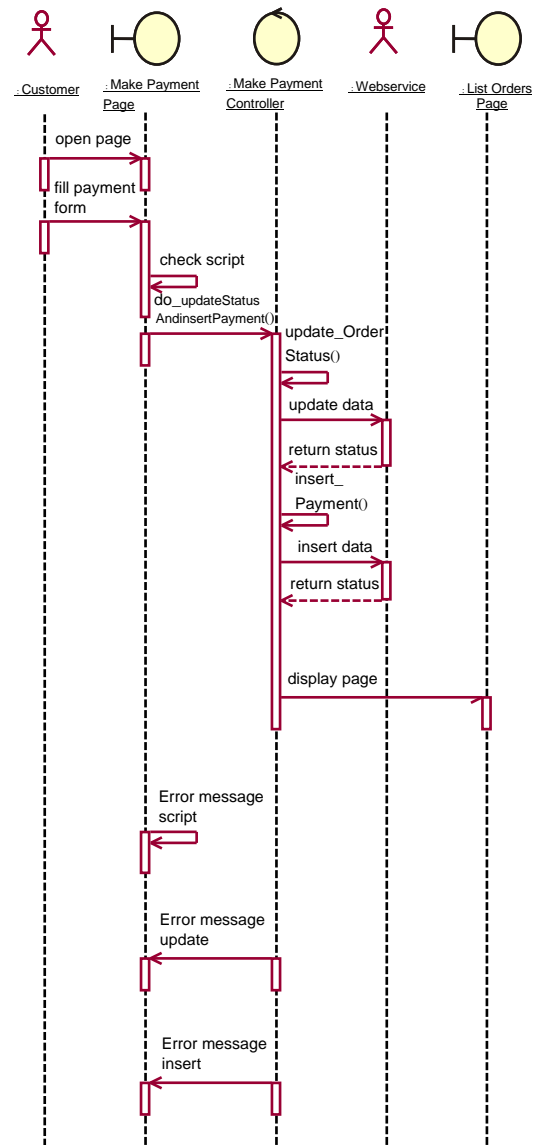 : Customer
: Make Payment
Page
: Make Payment
Controller
: Webservice
: List Orders
Page
open page
fill payment
form
check script
do_updateStatus
AndinsertPayment()
update_Order
Status()
update data
return status
insert_
Payment()
insert data
return status
display page
Error message
script
Error message
update
Error message
insert